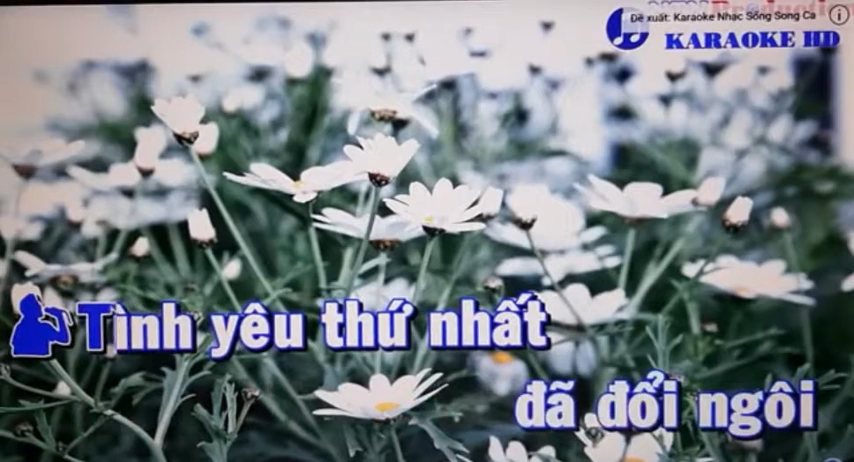 Đề xuất: Karaoke Nhạc Sống Song Ca
KARAOKE HD
Tình yêu thứ nhất
đã đổi ngôi